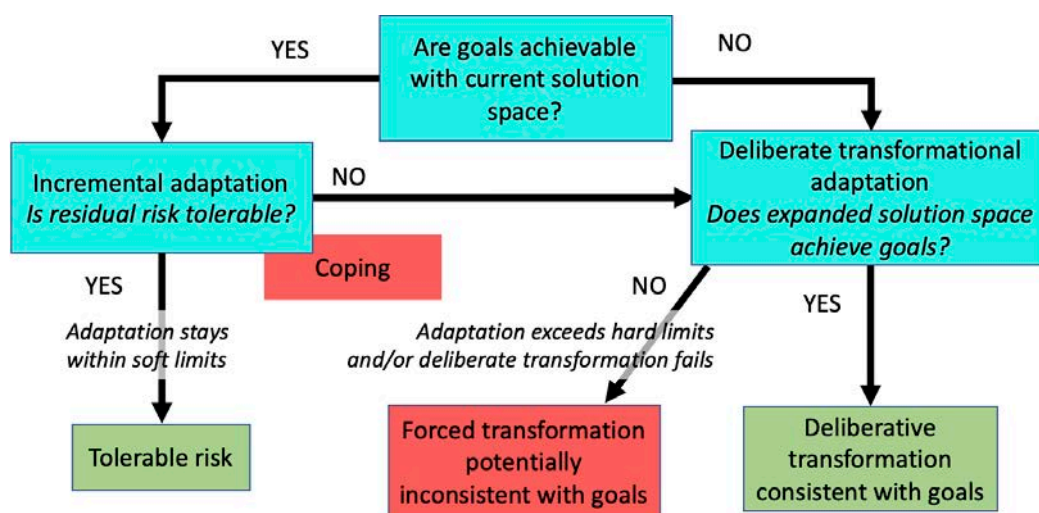 YES
Are goals achievable
with current solution
space?
NO
Incremental adaptation
Is residual risk tolerable?
NO
Deliberate transformational
adaptation
Does expanded solution space
achieve goals?
Coping
YES
Adaptation stays
within soft limits
NO
Adaptation exceeds hard limits
and/or deliberate transformation fails
YES
Tolerable risk
Forced transformation
potentially
inconsistent with goals
Deliberative
transformation
consistent with goals